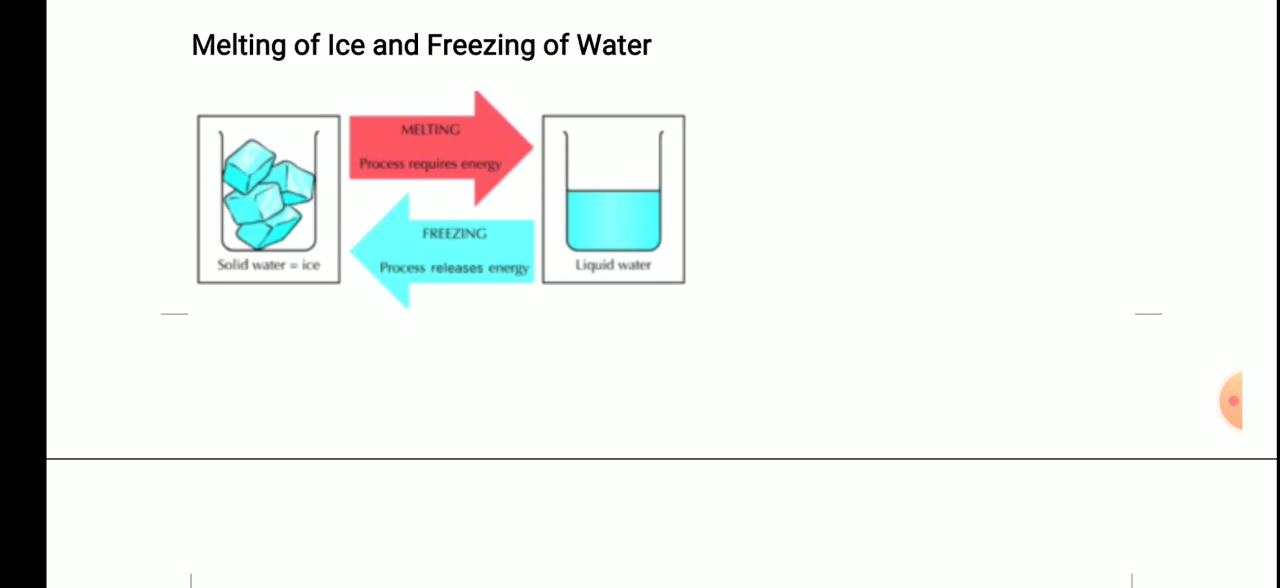 Melting of Ice and Freezing of Water
MELTING
Process requires energy
FREEZING
Process releases energy
Solid water = ice
Liquid water